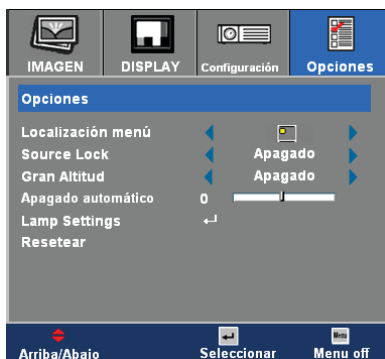 IMAGEN DISPLAY Configuración Opciones
Opciones
Localización menú
Source Lock Apagado
Gran Altitud Apagado
Apagado automático 0
Lamp Settings
Resetear
Menu
Arriba/Abajo Seleccionar Menu off